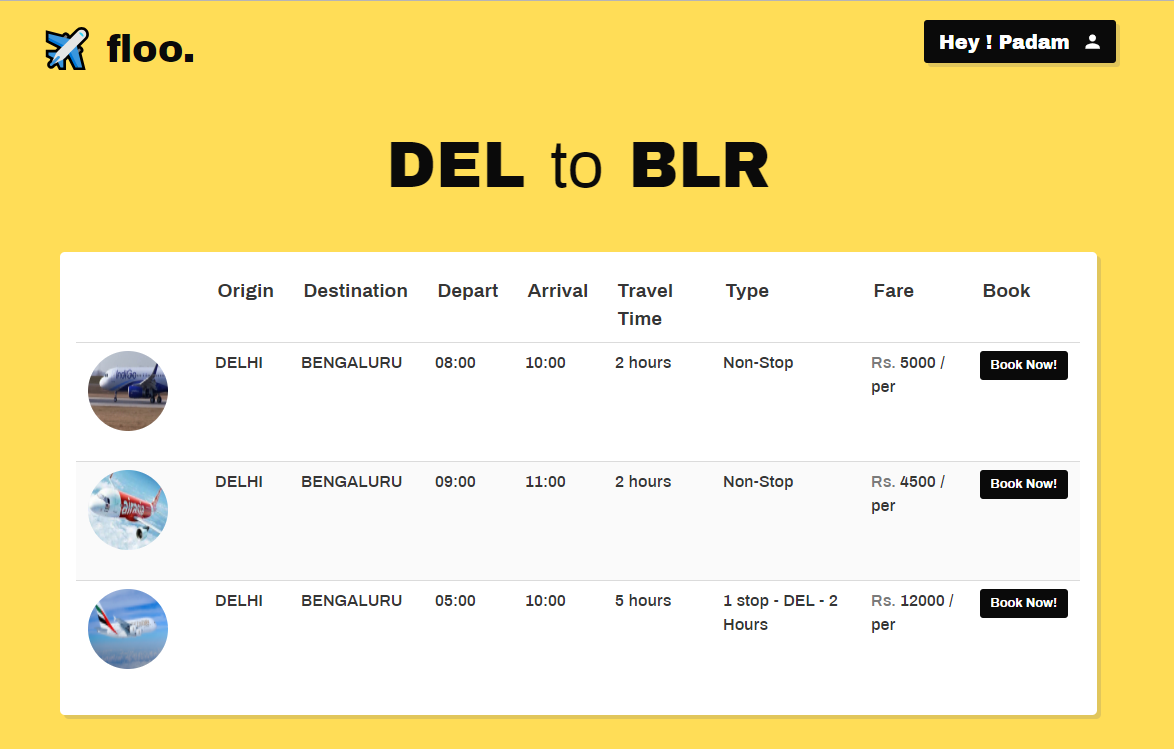 floo.
Hey ! Padam
DEL to BLR
Origin Destination Depart Arrival Travel Time Type Fare Book
IndiGo
DELHI BENGALURU 08:00 10:00 2 hours Non-Stop Rs. 5000 / per Book Now!
DELHI BENGALURU 09:00 11:00 2 hours Non-Stop Rs. 4500 / per Book Now!
DELHI BENGALURU 05:00 10:00 5 hours 1 stop - DEL - 2 Hours Rs. 12000 / per Book Now!